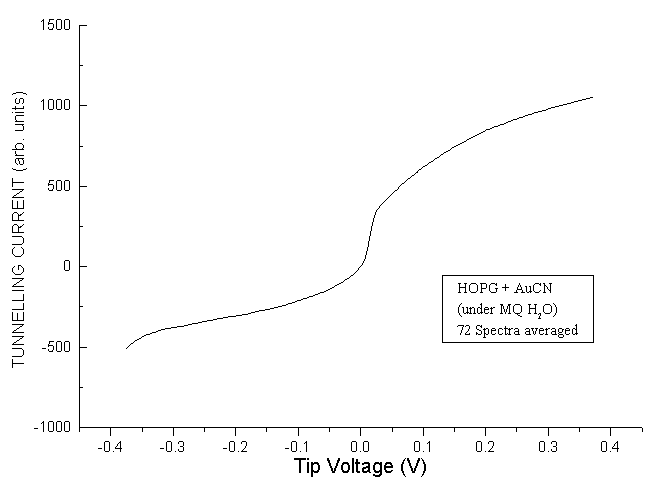 1500
1000
500
0
-500
-1000
TUNNELLING CURRENT (arb. units)
HOPG + AuCN
(under MQ H₂O)
72 Spectra averaged
-0.4 -0.3 -0.2 -0.1 0.0 0.1 0.2 0.3 0.4
Tip Voltage (V)